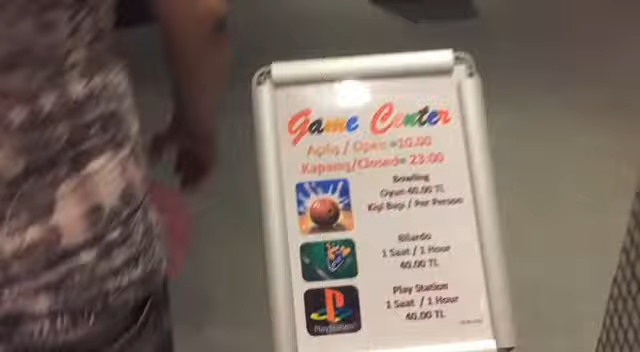 Game Center
Açılış / Open =10.00
Kapanış/Closed= 23:00
Bowling
Oyun 40.00 TL
Kişi Başı / Per Person
Bilardo
1 Saat / 1 Hour
40.00 TL
Play Station
1 Saat / 1 Hour
40.00 TL
PlayStation